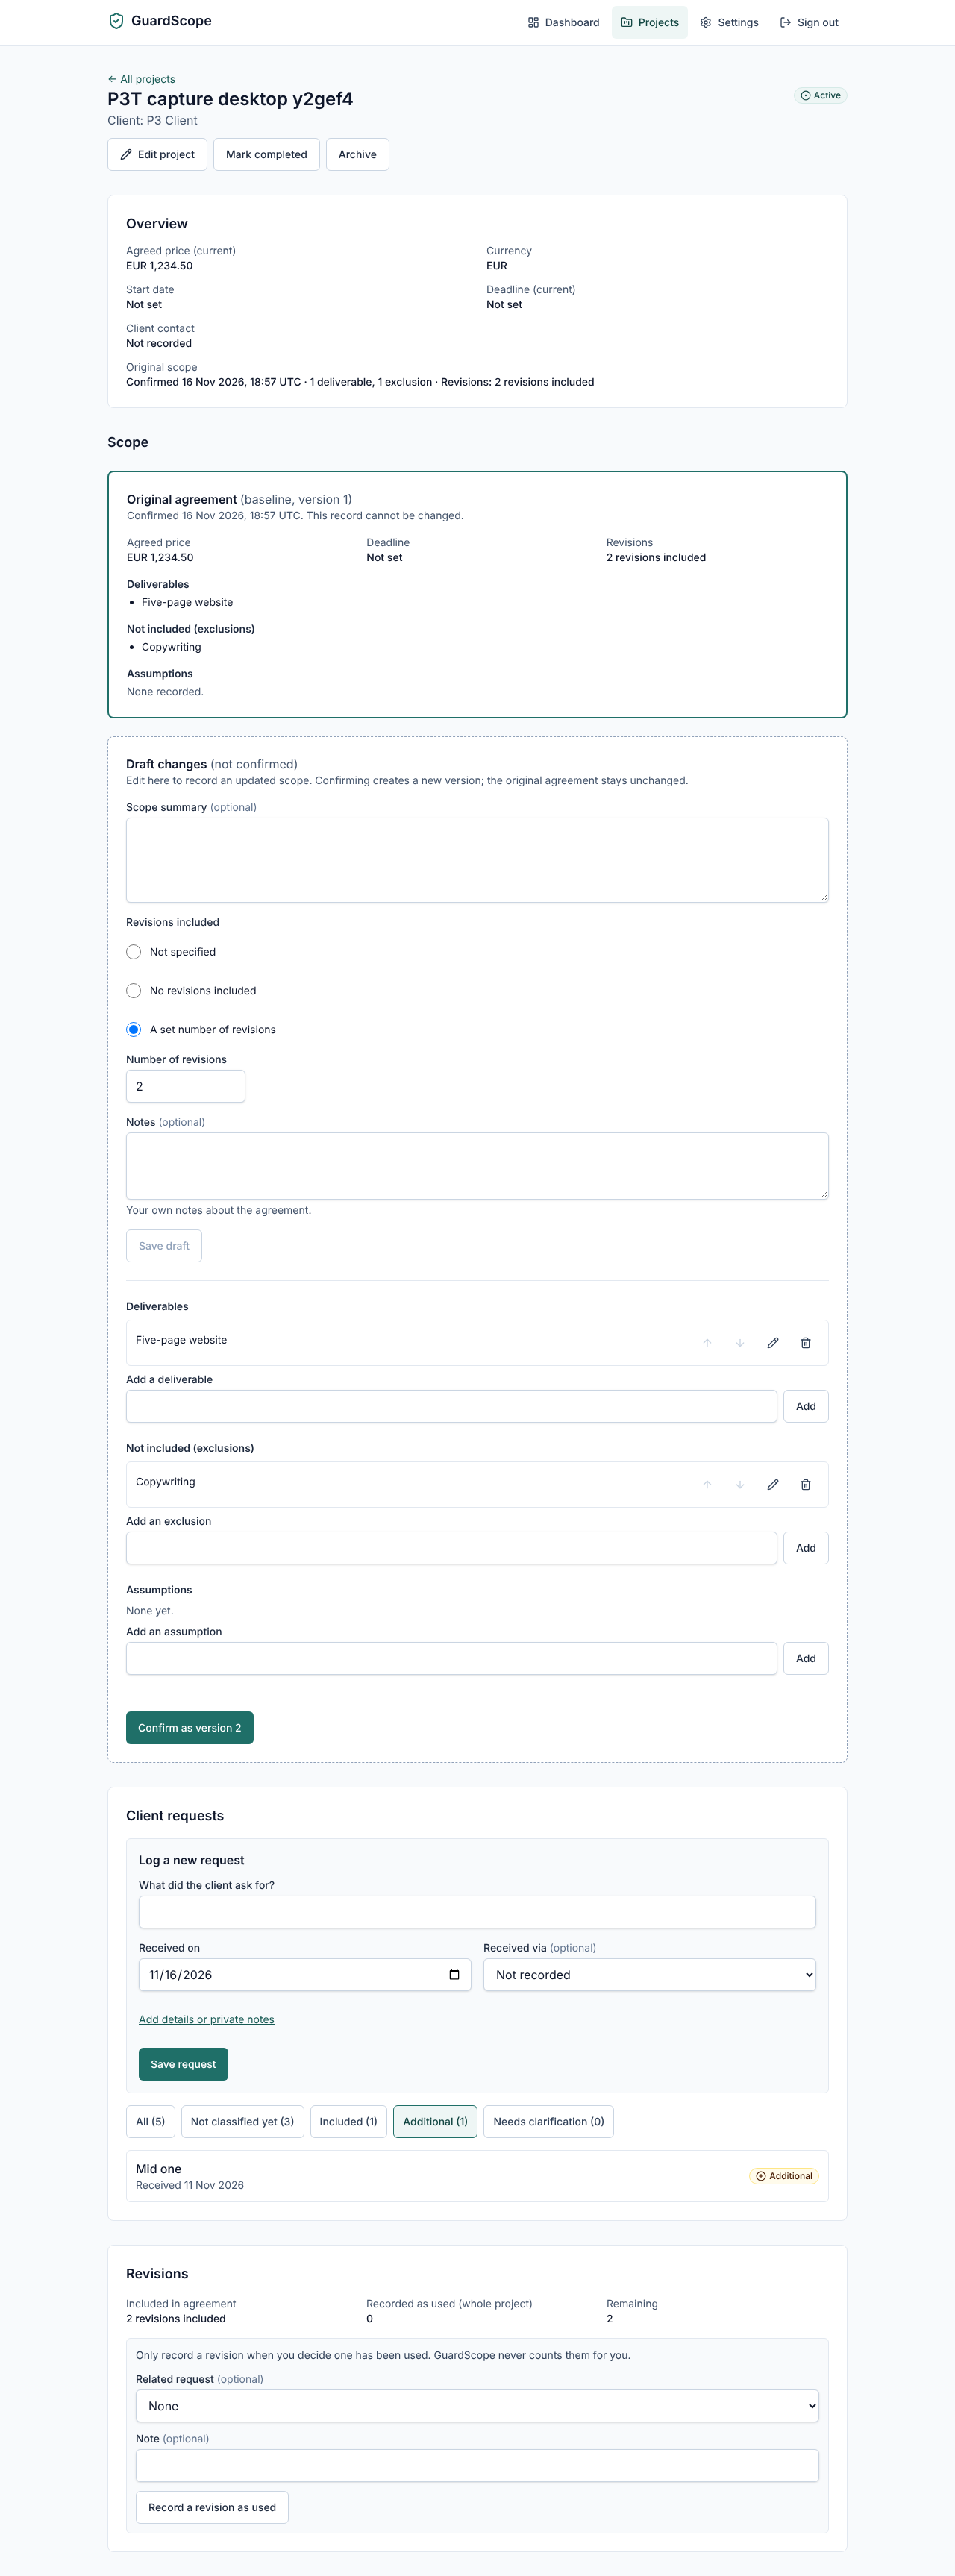 GuardScope
Dashboard
Projects
Settings
Sign out
← All projects
P3T capture desktop y2gef4
Active
Client: P3 Client
Edit project
Mark completed
Archive
Overview
Agreed price (current)
EUR 1,234.50
Currency
EUR
Start date
Not set
Deadline (current)
Not set
Client contact
Not recorded
Original scope
Confirmed 16 Nov 2026, 18:57 UTC · 1 deliverable, 1 exclusion · Revisions: 2 revisions included
Scope
Original agreement (baseline, version 1)
Confirmed 16 Nov 2026, 18:57 UTC. This record cannot be changed.
Agreed price
EUR 1,234.50
Deadline
Not set
Revisions
2 revisions included
Deliverables
• Five-page website
Not included (exclusions)
• Copywriting
Assumptions
None recorded.
Draft changes (not confirmed)
Edit here to record an updated scope. Confirming creates a new version; the original agreement stays unchanged.
Scope summary (optional)
Revisions included
Not specified
No revisions included
A set number of revisions
Number of revisions
2
Notes (optional)
Your own notes about the agreement.
Save draft
Deliverables
Five-page website
Add a deliverable
Add
Not included (exclusions)
Copywriting
Add an exclusion
Add
Assumptions
None yet.
Add an assumption
Add
Confirm as version 2
Client requests
Log a new request
What did the client ask for?
Received on
11/16/2026
Received via (optional)
Not recorded
Add details or private notes
Save request
All (5)
Not classified yet (3)
Included (1)
Additional (1)
Needs clarification (0)
Mid one
Received 11 Nov 2026
Additional
Revisions
Included in agreement
2 revisions included
Recorded as used (whole project)
0
Remaining
2
Only record a revision when you decide one has been used. GuardScope never counts them for you.
Related request (optional)
None
Note (optional)
Record a revision as used